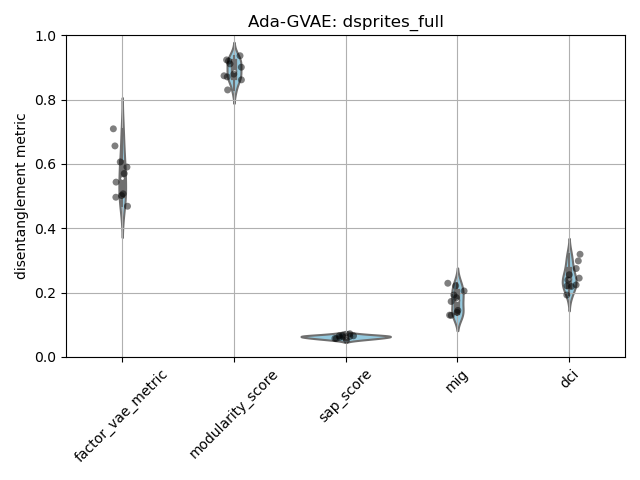 Ada-GVAE: dsprites_full
disentanglement metric
1.0
0.8
0.6
0.4
0.2
0.0
factor_vae_metric
modularity_score
sap_score
mig
dci